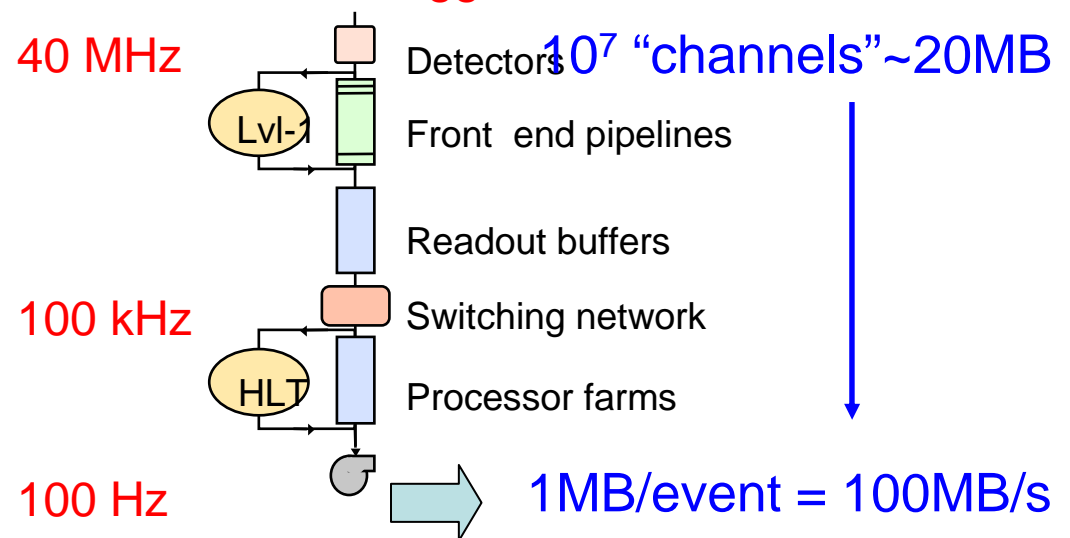 40 MHz
Detectors
10⁷ “channels”~20MB
Lvl-1
Front end pipelines
Readout buffers
100 kHz
Switching network
HLT
Processor farms
100 Hz
1MB/event = 100MB/s